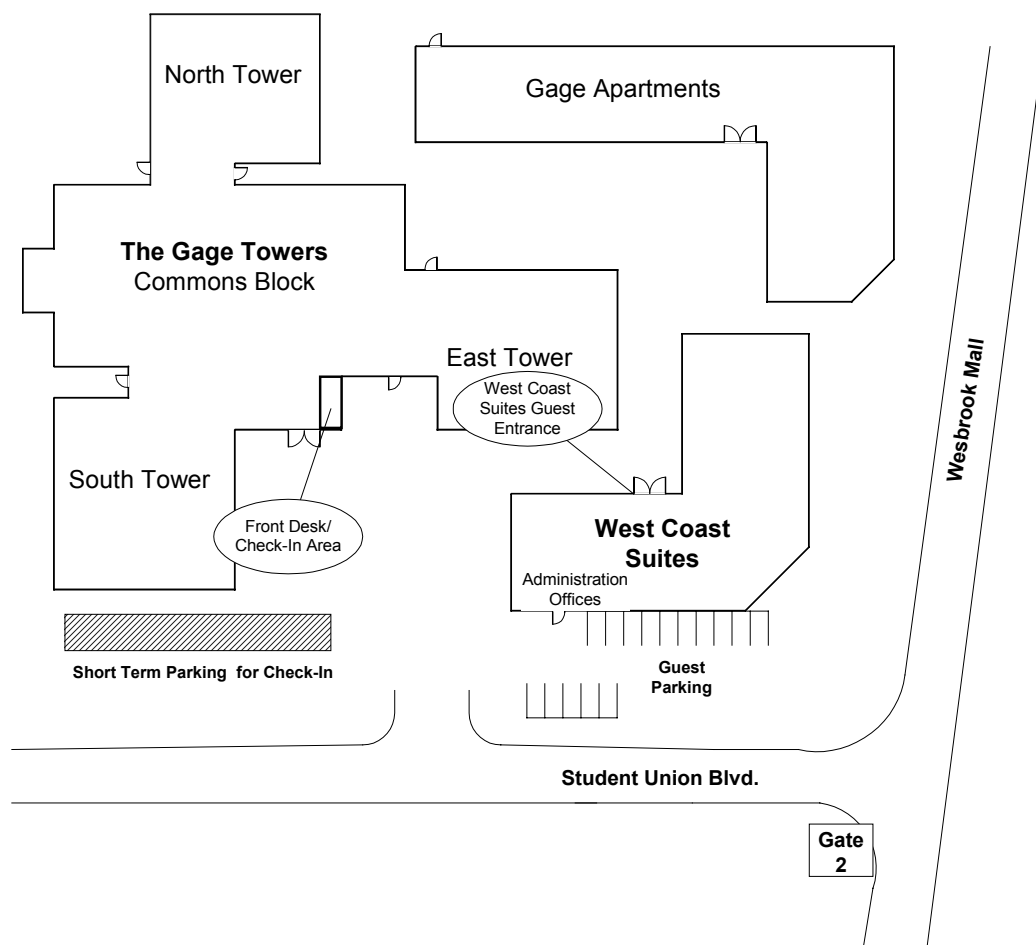 North Tower
Gage Apartments
The Gage Towers
Commons Block
East Tower
West Coast
Suites Guest
Entrance
Wesbrook Mall
South Tower
Front Desk/
Check-In Area
West Coast
Suites
Administration
Offices
Short Term Parking for Check-In
Guest
Parking
Student Union Blvd.
Gate
2